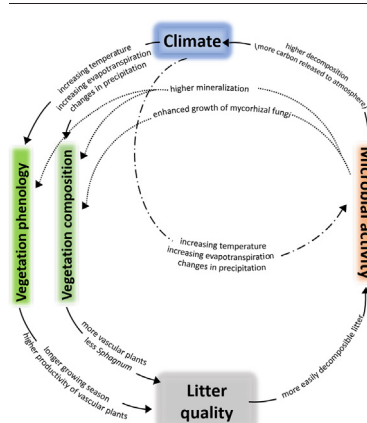 Climate
increasing temperature
increasing evapotranspiration
changes in precipitation
higher decomposition
(more carbon released to atmosphere)
higher mineralization
enhanced growth of mycorhizal fungi
Vegetation phenology
Vegetation composition
Microbial activity
increasing temperature
increasing evapotranspiration
changes in precipitation
more vascular plants
less Sphagnum
longer growing season
higher productivity of vascular plants
Litter
quality
more easily decomposible litter